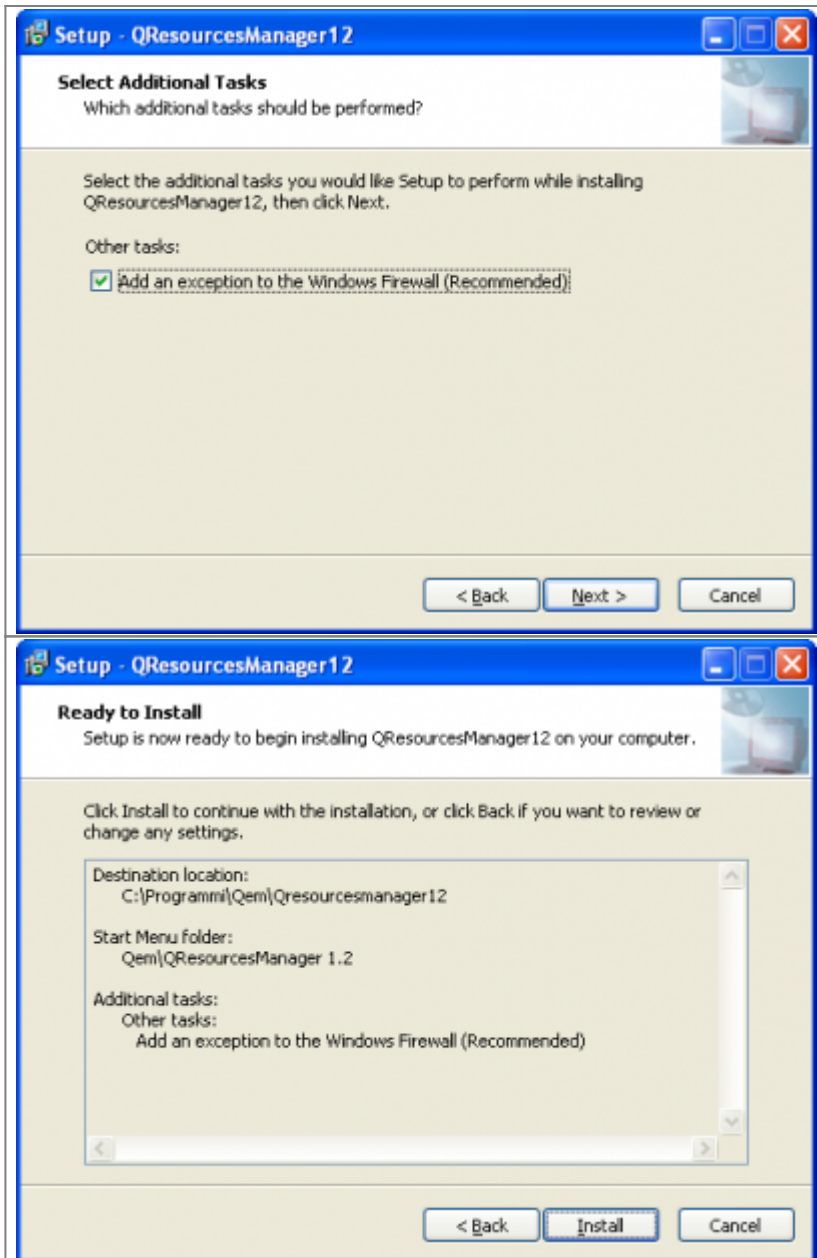 Setup - QResourcesManager12
Select Additional Tasks
Which additional tasks should be performed?
Select the additional tasks you would like Setup to perform while installing
QResourcesManager12, then click Next.
Other tasks:
Add an exception to the Windows Firewall (Recommended)
< Back
Next >
Cancel
Setup - QResourcesManager12
Ready to Install
Setup is now ready to begin installing QResourcesManager12 on your computer.
Click Install to continue with the installation, or click Back if you want to review or
change any settings.
Destination location:
C:\Programmi\Qem\Qresourcesmanager12
Start Menu folder:
Qem\QResourcesManager 1.2
Additional tasks:
Other tasks:
Add an exception to the Windows Firewall (Recommended)
< Back
Install
Cancel